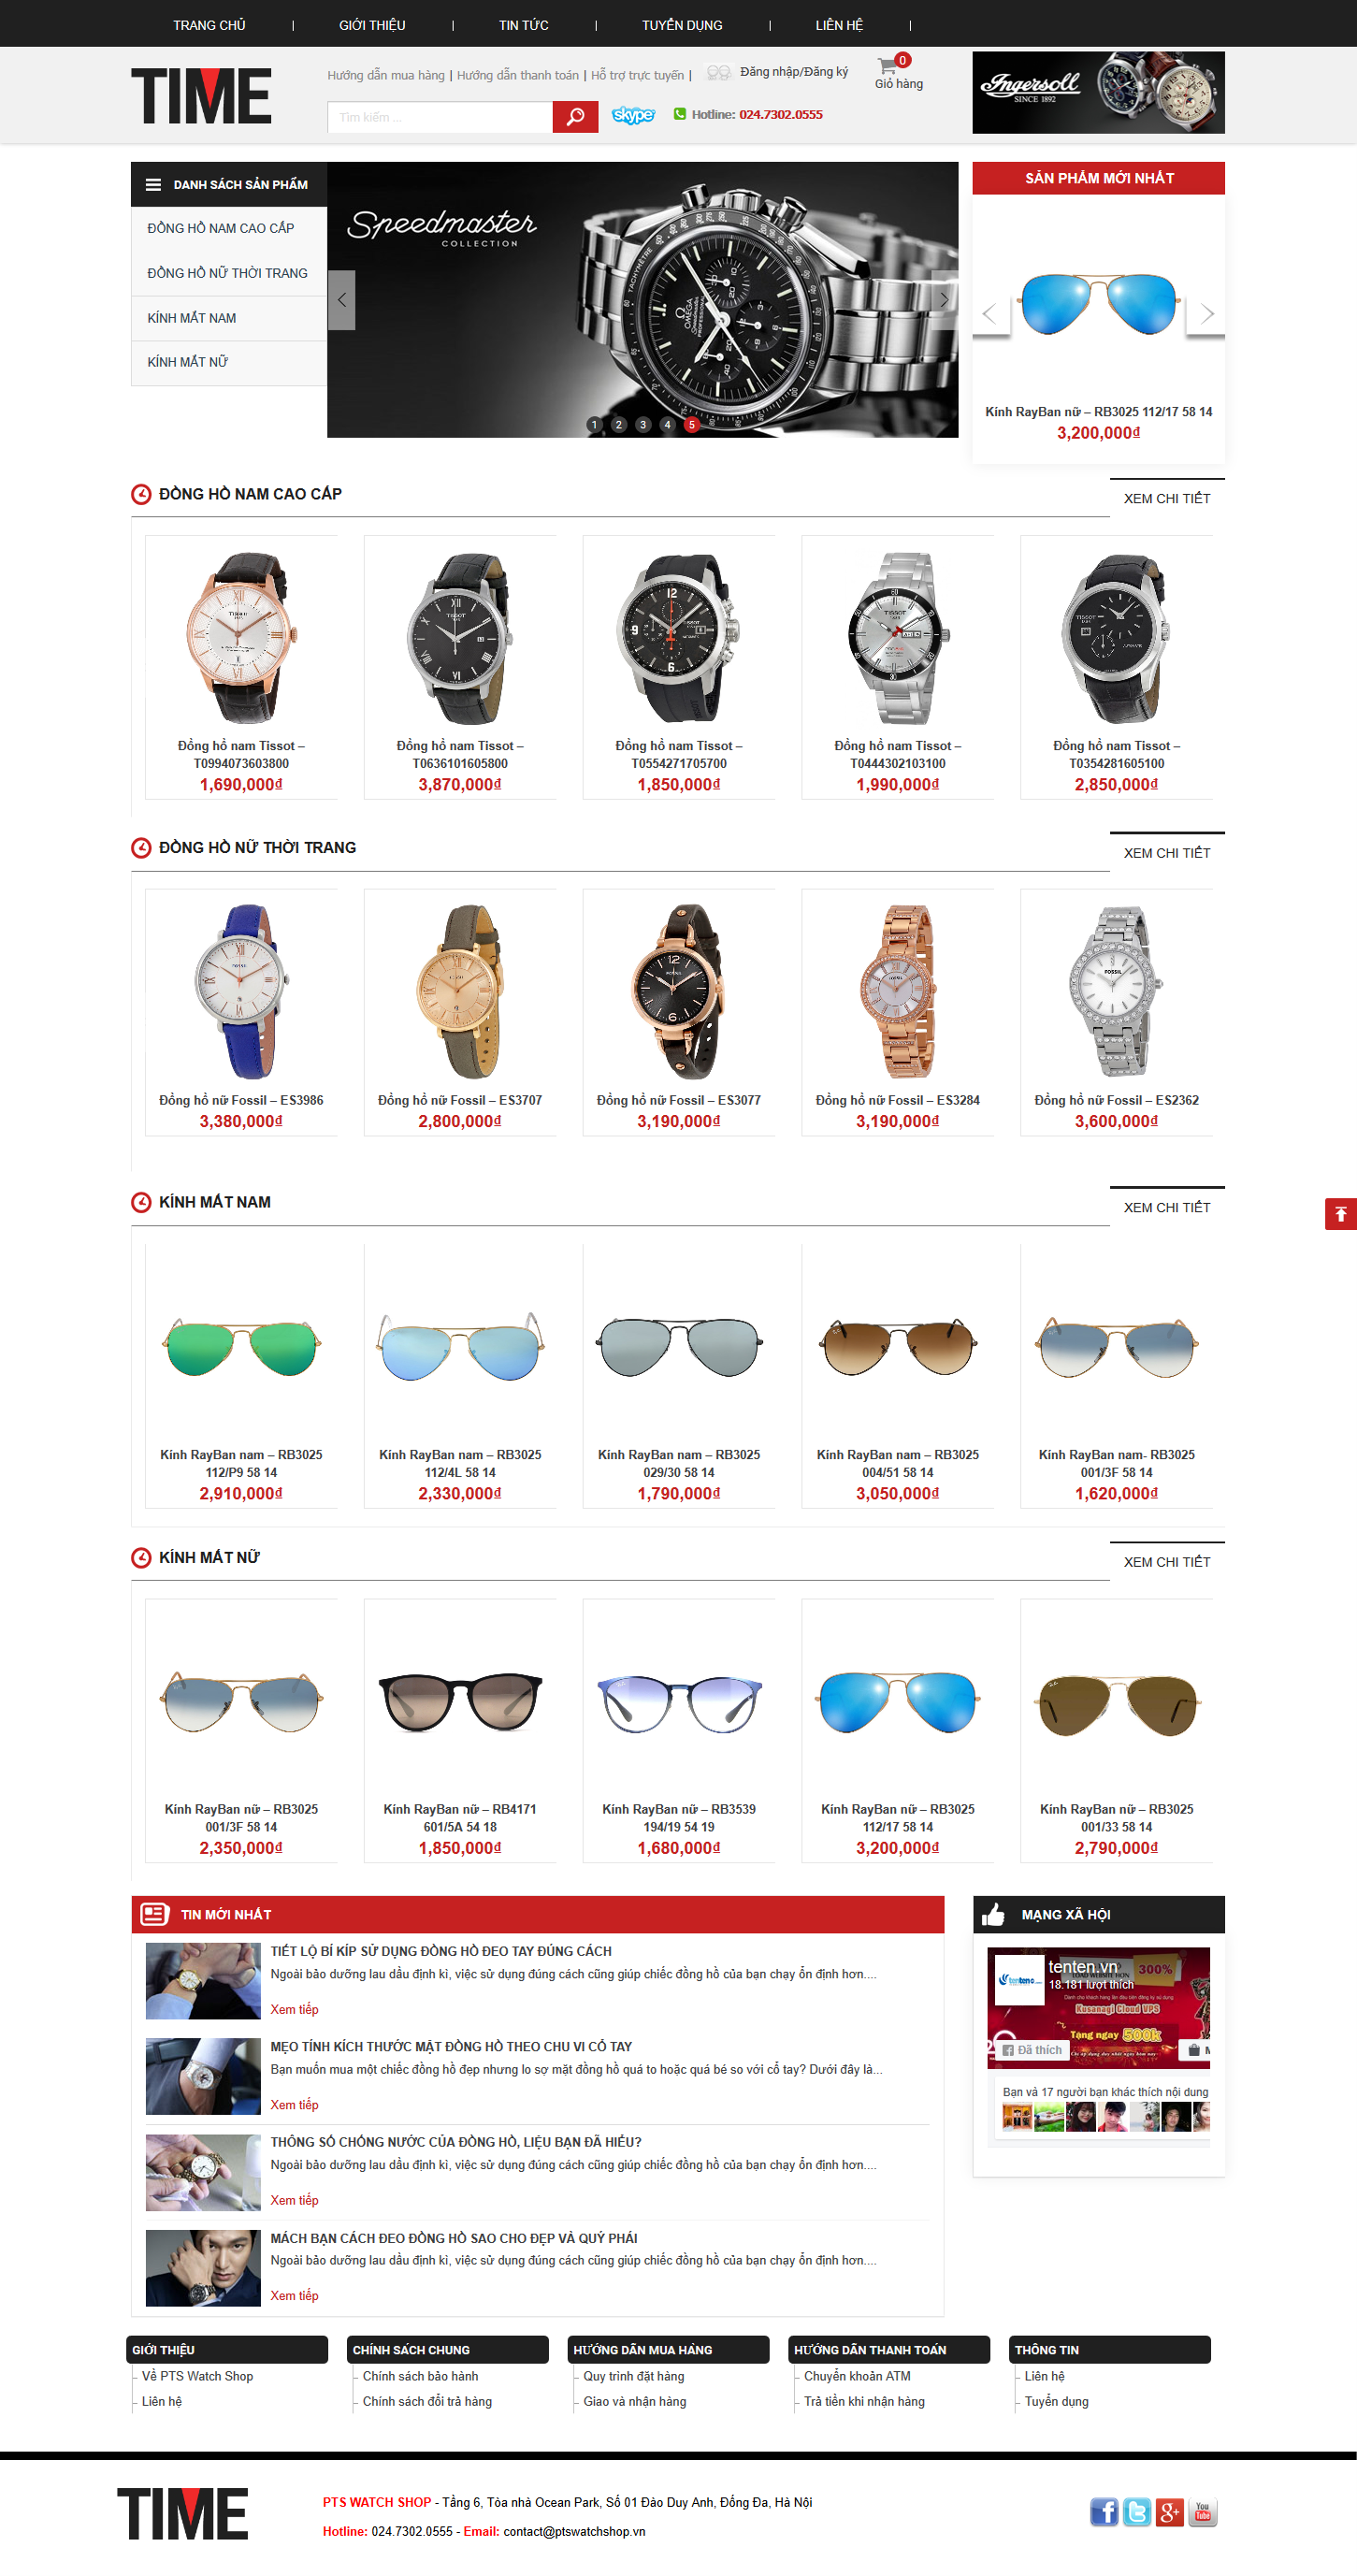 TRANG CHỦ | GIỚI THIỆU | TIN TỨC | TUYỂN DỤNG | LIÊN HỆ |
TIME
Hướng dẫn mua hàng | Hướng dẫn thanh toán | Hỗ trợ trực tuyến | Đăng nhập/Đăng ký
0
Giỏ hàng
Tìm kiếm ...
skype
Hotline: 024.7302.0555
Ingersoll
SINCE 1892
DANH SÁCH SẢN PHẨM
ĐỒNG HỒ NAM CAO CẤP
ĐỒNG HỒ NỮ THỜI TRANG
KÍNH MẮT NAM
KÍNH MẮT NỮ
Speedmaster
COLLECTION
TACHYMÈTRE
OMEGA
Speedmaster
PROFESSIONAL
1 2 3 4 5
SẢN PHẨM MỚI NHẤT
Kính RayBan nữ – RB3025 112/17 58 14
3,200,000₫
ĐỒNG HỒ NAM CAO CẤP
XEM CHI TIẾT
Đồng hồ nam Tissot –
T0994073603800
1,690,000₫
Đồng hồ nam Tissot –
T0636101605800
3,870,000₫
Đồng hồ nam Tissot –
T0554271705700
1,850,000₫
Đồng hồ nam Tissot –
T0444302103100
1,990,000₫
Đồng hồ nam Tissot –
T0354281605100
2,850,000₫
ĐỒNG HỒ NỮ THỜI TRANG
XEM CHI TIẾT
Đồng hồ nữ Fossil – ES3986
3,380,000₫
Đồng hồ nữ Fossil – ES3707
2,800,000₫
Đồng hồ nữ Fossil – ES3077
3,190,000₫
Đồng hồ nữ Fossil – ES3284
3,190,000₫
Đồng hồ nữ Fossil – ES2362
3,600,000₫
KÍNH MẮT NAM
XEM CHI TIẾT
Kính RayBan nam – RB3025
112/P9 58 14
2,910,000₫
Kính RayBan nam – RB3025
112/4L 58 14
2,330,000₫
Kính RayBan nam – RB3025
029/30 58 14
1,790,000₫
Kính RayBan nam – RB3025
004/51 58 14
3,050,000₫
Kính RayBan nam- RB3025
001/3F 58 14
1,620,000₫
KÍNH MẮT NỮ
XEM CHI TIẾT
Kính RayBan nữ – RB3025
001/3F 58 14
2,350,000₫
Kính RayBan nữ – RB4171
601/5A 54 18
1,850,000₫
Kính RayBan nữ – RB3539
194/19 54 19
1,680,000₫
Kính RayBan nữ – RB3025
112/17 58 14
3,200,000₫
Kính RayBan nữ – RB3025
001/33 58 14
2,790,000₫
TIN MỚI NHẤT
TIẾT LỘ BÍ KÍP SỬ DỤNG ĐỒNG HỒ ĐEO TAY ĐÚNG CÁCH
Ngoài bảo dưỡng lau dầu định kì, việc sử dụng đúng cách cũng giúp chiếc đồng hồ của bạn chạy ổn định hơn....
Xem tiếp
MẸO TÍNH KÍCH THƯỚC MẶT ĐỒNG HỒ THEO CHU VI CỔ TAY
Bạn muốn mua một chiếc đồng hồ đẹp nhưng lo sợ mặt đồng hồ quá to hoặc quá bé so với cổ tay? Dưới đây là...
Xem tiếp
THÔNG SỐ CHỐNG NƯỚC CỦA ĐỒNG HỒ, LIỆU BẠN ĐÃ HIỂU?
Ngoài bảo dưỡng lau dầu định kì, việc sử dụng đúng cách cũng giúp chiếc đồng hồ của bạn chạy ổn định hơn....
Xem tiếp
MÁCH BẠN CÁCH ĐEO ĐỒNG HỒ SAO CHO ĐẸP VÀ QUÝ PHÁI
Ngoài bảo dưỡng lau dầu định kì, việc sử dụng đúng cách cũng giúp chiếc đồng hồ của bạn chạy ổn định hơn....
Xem tiếp
MẠNG XÃ HỘI
tenten.vn
18.181 lượt thích
300%
Kusanagi Cloud VPS
Tặng ngay 500k
Đã thích
Bạn và 17 người bạn khác thích nội dung
GIỚI THIỆU
Về PTS Watch Shop
Liên hệ
CHÍNH SÁCH CHUNG
Chính sách bảo hành
Chính sách đổi trả hàng
HƯỚNG DẪN MUA HÀNG
Quy trình đặt hàng
Giao và nhận hàng
HƯỚNG DẪN THANH TOÁN
Chuyển khoản ATM
Trả tiền khi nhận hàng
THÔNG TIN
Liên hệ
Tuyển dụng
TIME
PTS WATCH SHOP - Tầng 6, Tòa nhà Ocean Park, Số 01 Đào Duy Anh, Đống Đa, Hà Nội
Hotline: 024.7302.0555 - Email: contact@ptswatchshop.vn